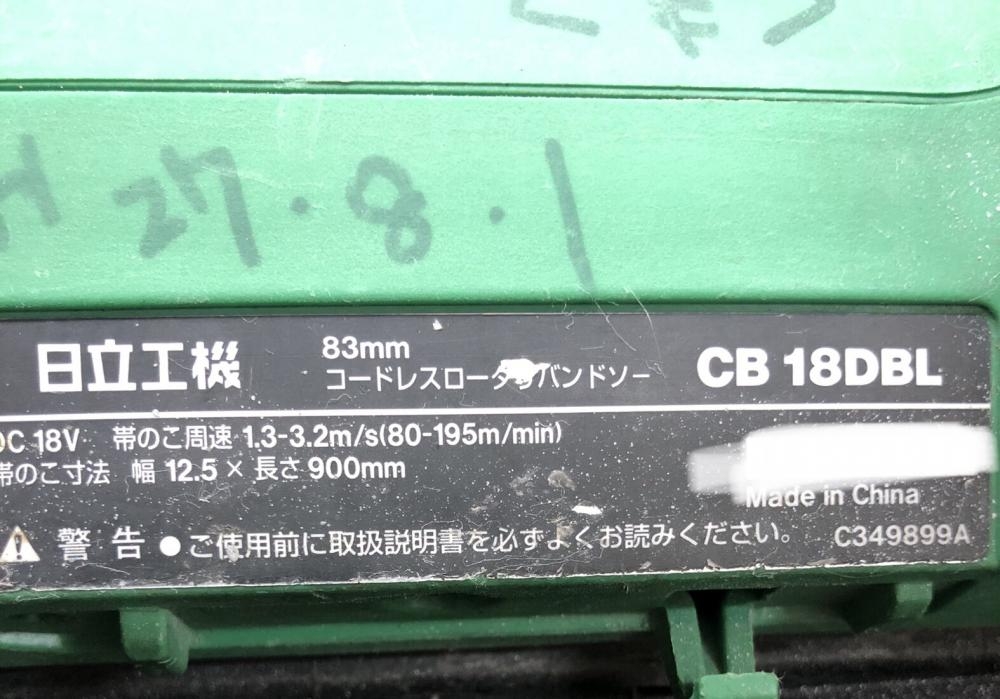 H27.8.1
日立工機
83mm
コードレスロータ バンドソー
CB 18DBL
DC 18V 帯のこ周速 1.3-3.2m/s(80-195m/min)
帯のこ寸法 幅 12.5 × 長さ 900mm
Made in China
警告 ●ご使用前に取扱説明書を必ずよくお読みください。
C349899A